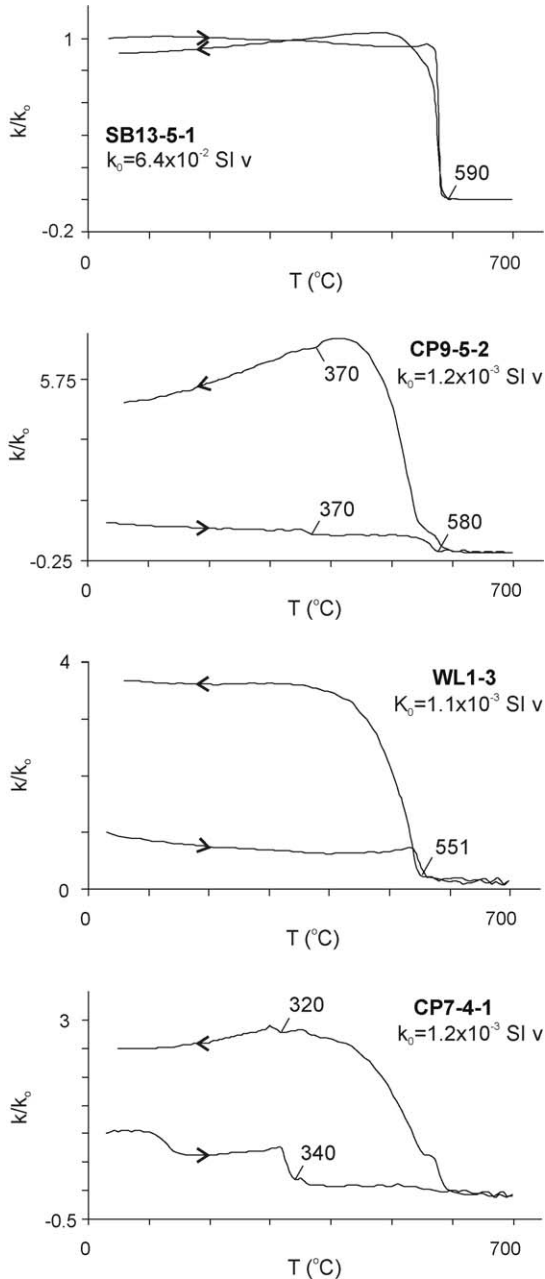 1
k/k₀
SB13-5-1
k₀=6.4x10⁻² SI v
590
-0.2
0
700
T (°C)
CP9-5-2
k₀=1.2x10⁻³ SI v
5.75
k/k₀
370
370
580
-0.25
0
700
T (°C)
4
WL1-3
K₀=1.1x10⁻³ SI v
k/k₀
551
0
0
700
T (°C)
3
320
CP7-4-1
k₀=1.2x10⁻³ SI v
k/k₀
340
-0.5
0
700
T (°C)